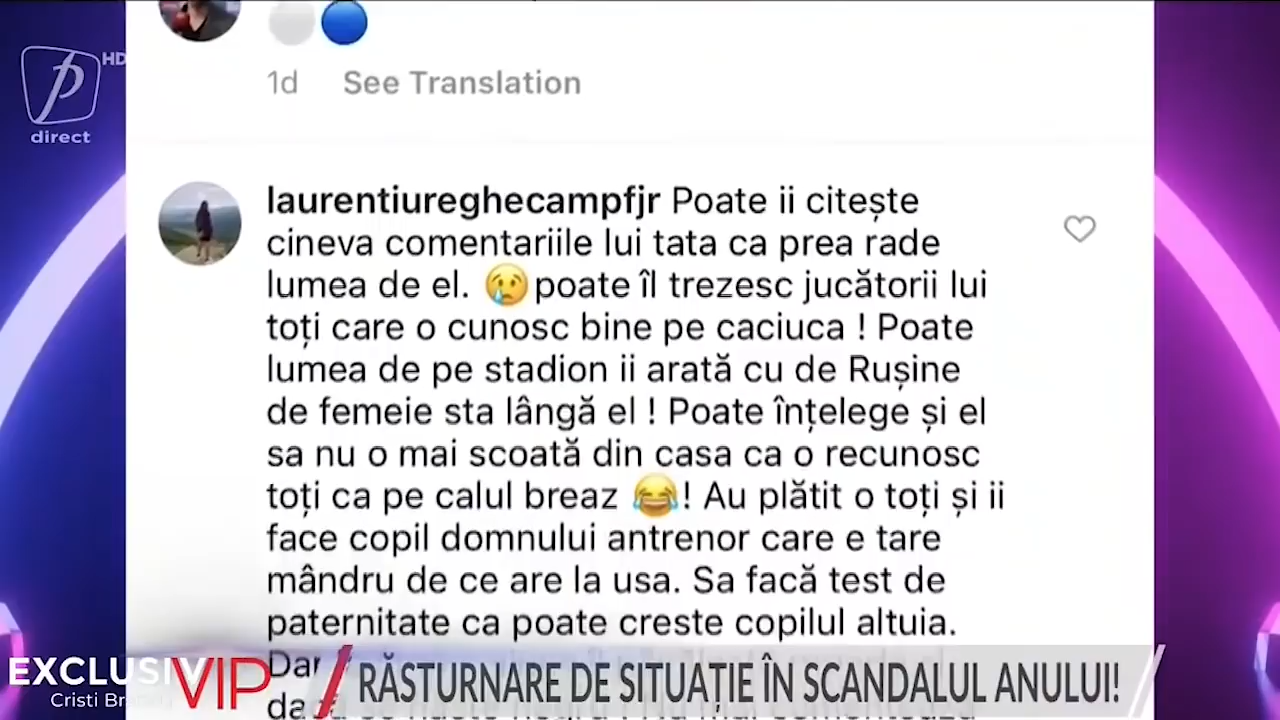 HD
direct
1d See Translation
laurentiureghecampfjr Poate ii citește
cineva comentariile lui tata ca prea rade
lumea de el. 😢 poate îl trezesc jucătorii lui
toți care o cunosc bine pe caciuca ! Poate
lumea de pe stadion ii arată cu de Rușine
de femeie sta lângă el ! Poate înțelege și el
sa nu o mai scoată din casa ca o recunosc
toți ca pe calul breaz 😂! Au plătit o toți și ii
face copil domnului antrenor care e tare
mândru de ce are la usa. Sa facă test de
paternitate ca poate creste copilul altuia.
EXCLUSIV VIP
Cristi
RĂSTURNARE DE SITUAȚIE ÎN SCANDALUL ANULUI!